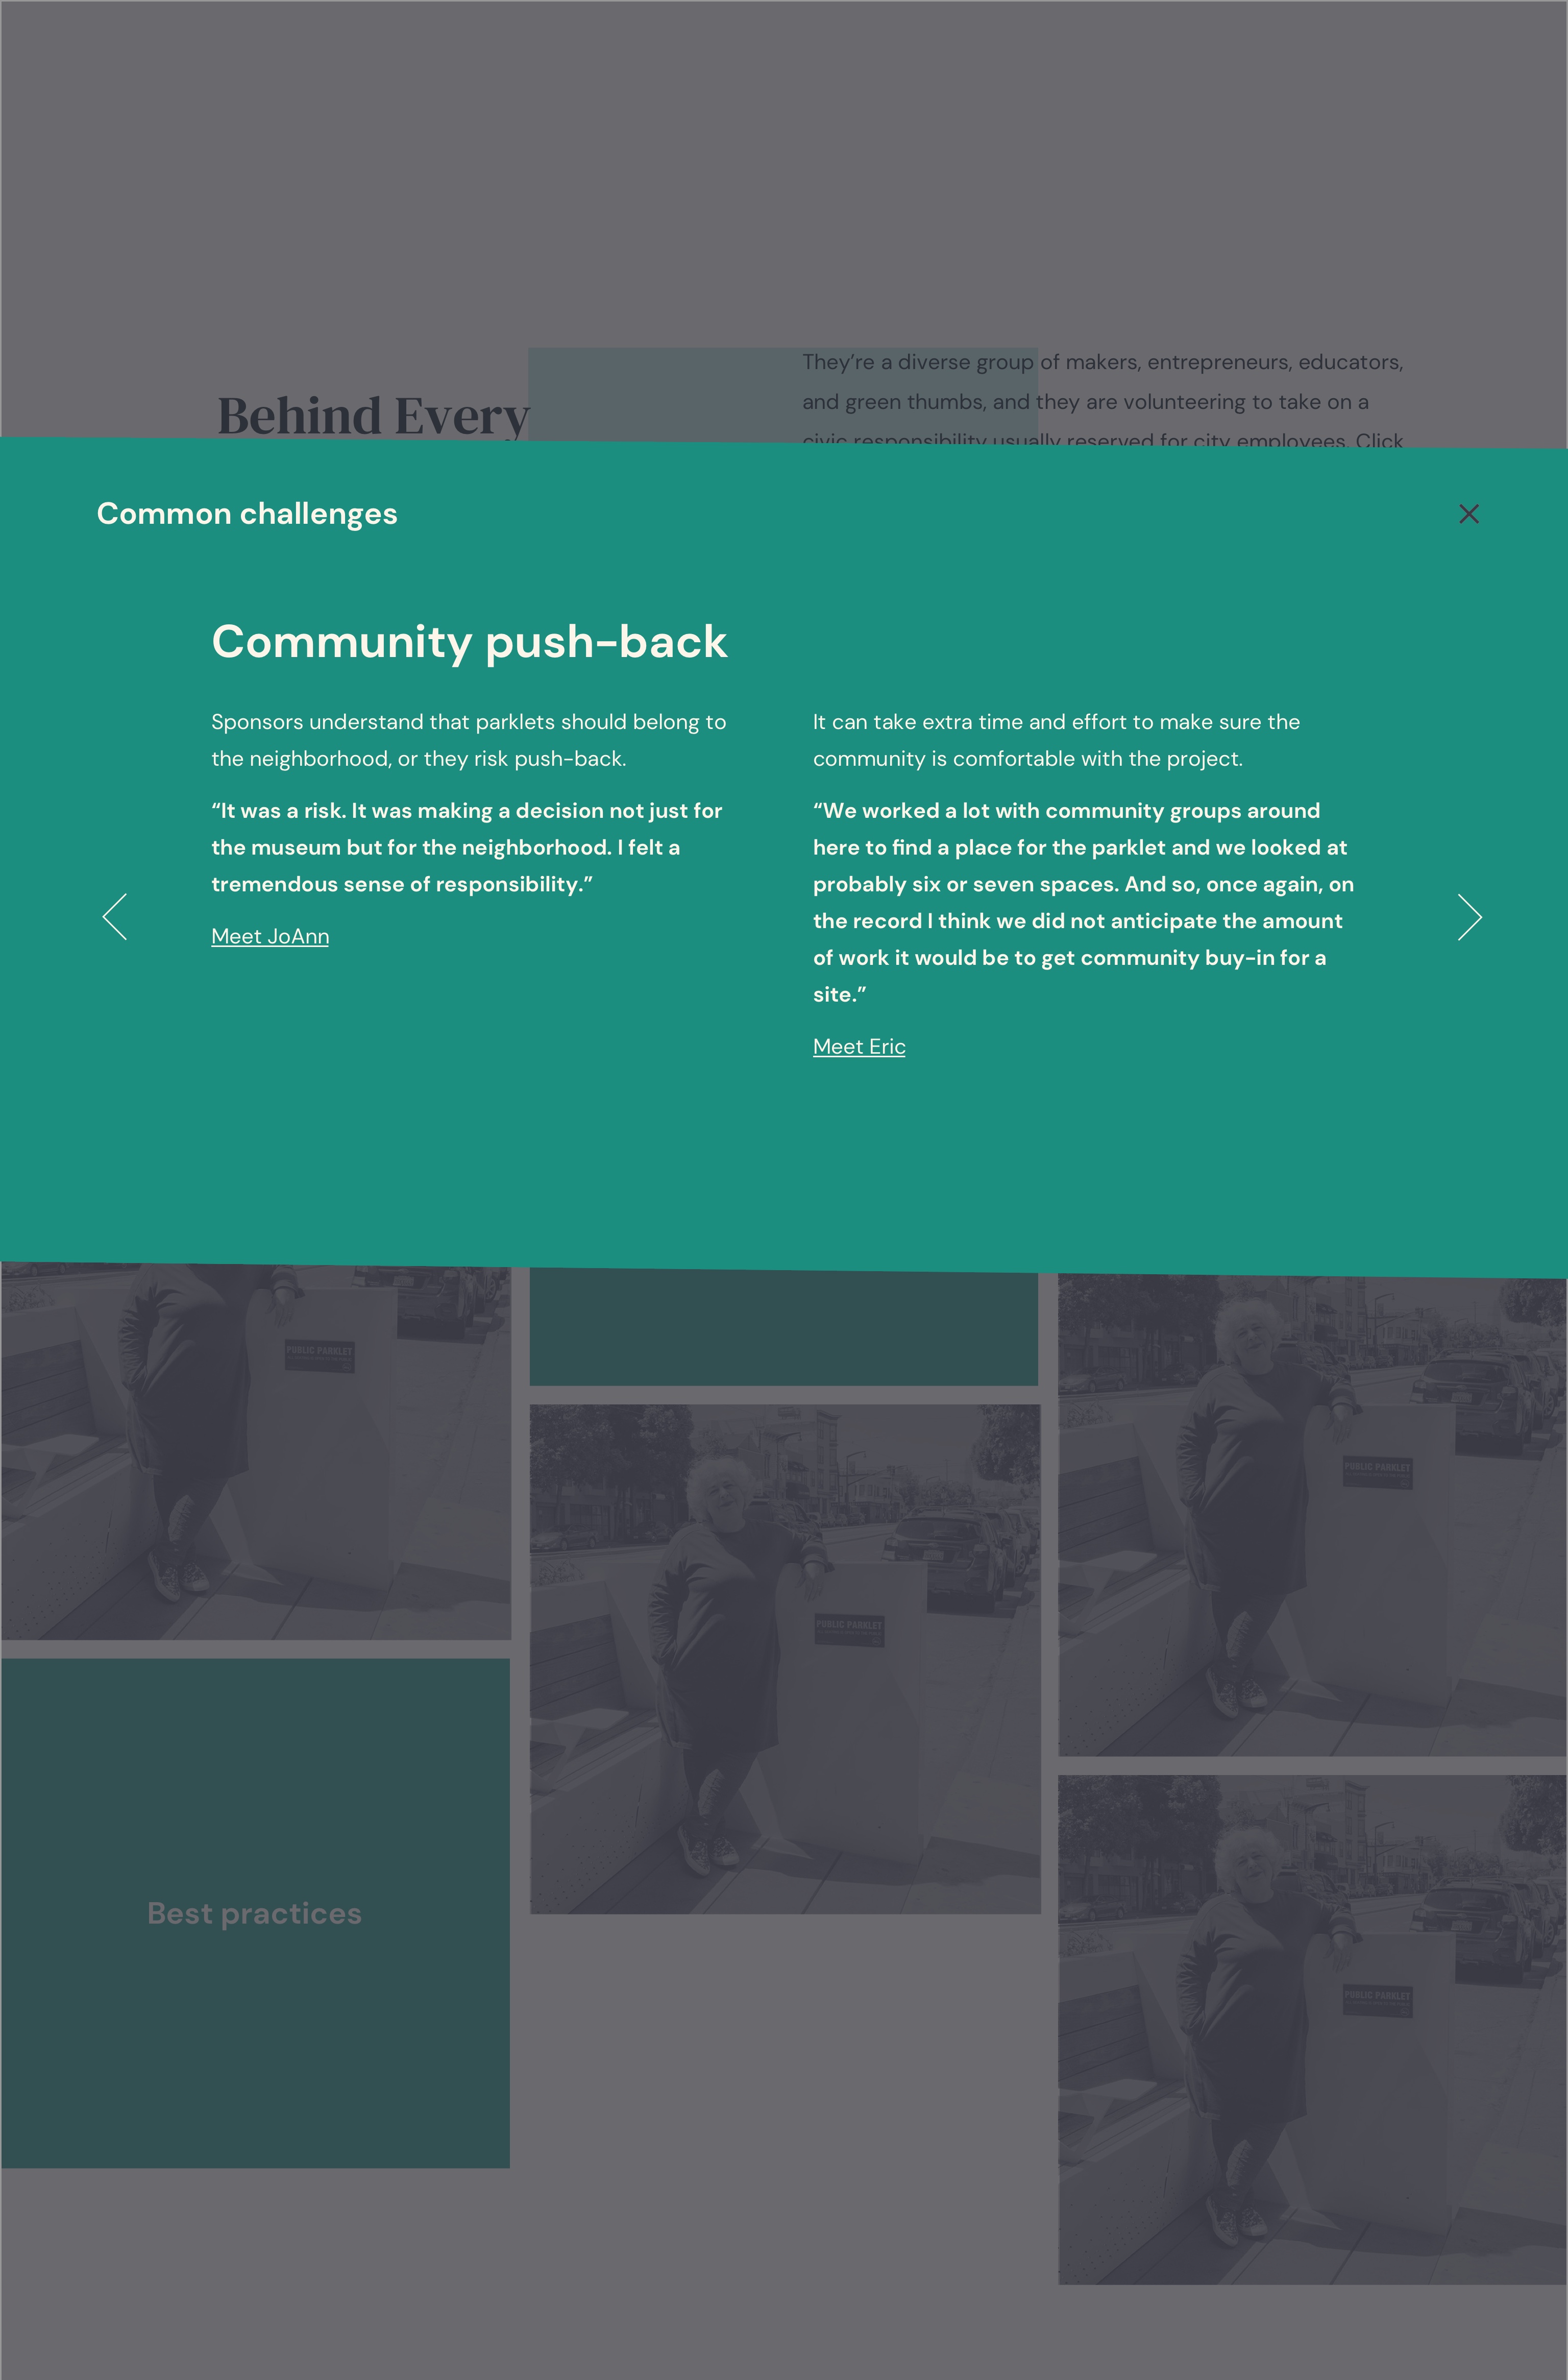 They’re a diverse group of makers, entrepreneurs, educators,
and green thumbs, and they are volunteering to take on a
civic responsibility usually reserved for city employees. Click
Behind Every
Common challenges
Community push-back
Sponsors understand that parklets should belong to
the neighborhood, or they risk push-back.
“It was a risk. It was making a decision not just for
the museum but for the neighborhood. I felt a
tremendous sense of responsibility.”
Meet JoAnn
It can take extra time and effort to make sure the
community is comfortable with the project.
“We worked a lot with community groups around
here to find a place for the parklet and we looked at
probably six or seven spaces. And so, once again, on
the record I think we did not anticipate the amount
of work it would be to get community buy-in for a
site.”
Meet Eric
PUBLIC PARKLET
PUBLIC PARKLET
PUBLIC PARKLET
Best practices
PUBLIC PARKLET